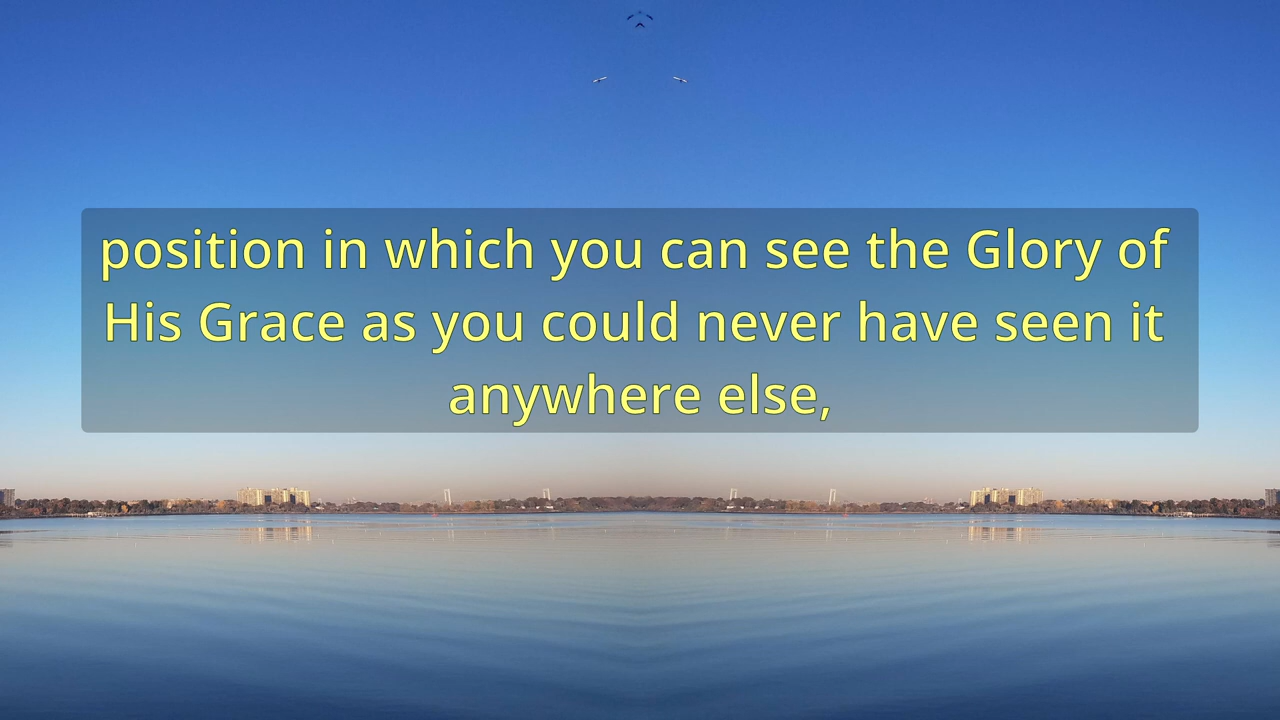 position in which you can see the Glory of
His Grace as you could never have seen it
anywhere else,